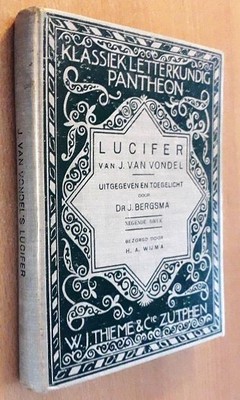 KLASSIEK LETTERKUNDIG
PANTHEON
LUCIFER
VAN J. VAN VONDEL
UITGEGEVEN EN TOEGELICHT
DOOR
DR J. BERGSMA
NEGENDE DRUK
BEZORGD DOOR
H. A. WIJMA
W. J. THIEME & CIE ZUTPHEN
J. VAN VONDEL'S LUCIFER